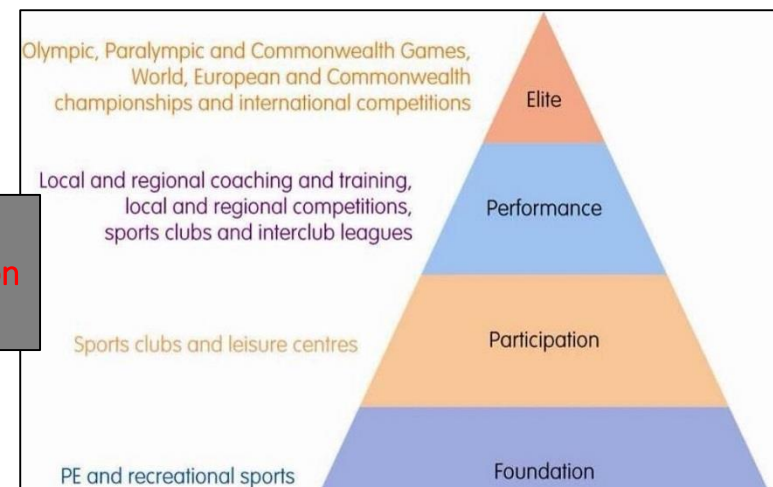 Olympic, Paralympic and Commonwealth Games,
World, European and Commonwealth
championships and international competitions
Elite
Local and regional coaching and training,
local and regional competitions,
sports clubs and interclub leagues
Performance
Sports clubs and leisure centres
Participation
PE and recreational sports
Foundation